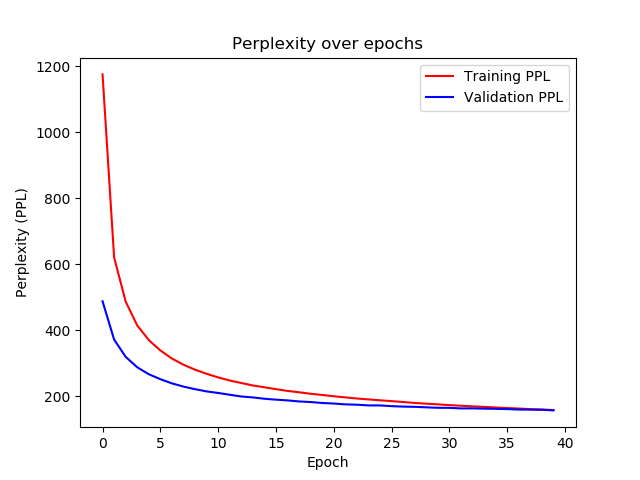 Perplexity over epochs
Training PPL
Validation PPL
1200
1000
800
600
400
200
Perplexity (PPL)
0 5 10 15 20 25 30 35 40
Epoch